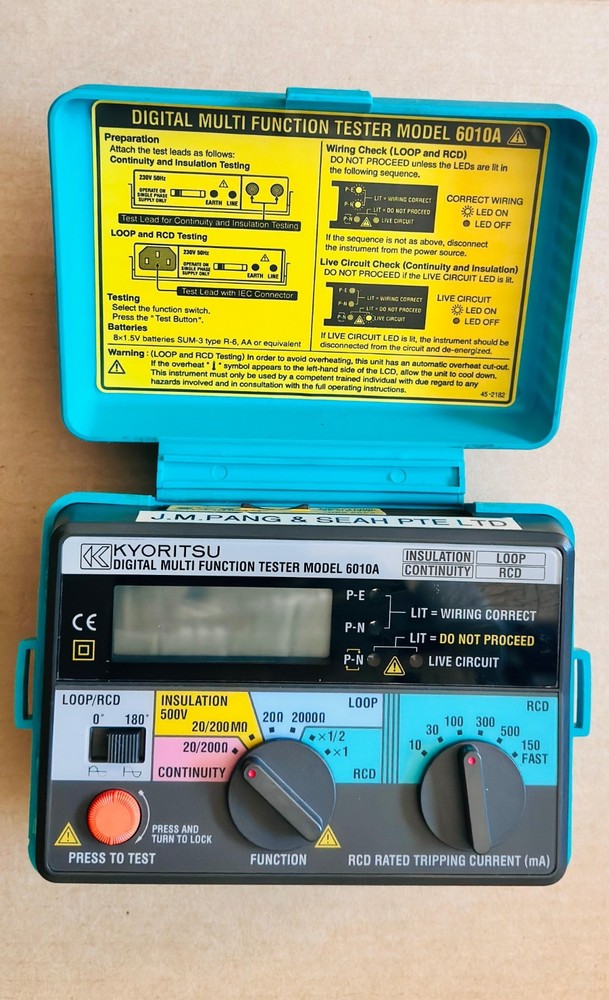 DIGITAL MULTI FUNCTION TESTER MODEL 6010A
Preparation
Attach the test leads as follows:
Continuity and Insulation Testing
230V 50Hz
OPERATE ON
SINGLE PHASE
SUPPLY ONLY
EARTH LINE
Test Lead for Continuity and Insulation Testing
LOOP and RCD Testing
230V 50Hz
OPERATE ON
SINGLE PHASE
SUPPLY ONLY
EARTH LINE
Test Lead with IEC Connector
Testing
Select the function switch.
Press the "Test Button".
Batteries
8×1.5V batteries SUM-3 type R-6, AA or equivalent
Wiring Check (LOOP and RCD)
DO NOT PROCEED unless the LEDs are lit in
the following sequence.
P-E
LIT = WIRING CORRECT
P-N
LIT = DO NOT PROCEED
P-N LIVE CIRCUIT
CORRECT WIRING
LED ON
LED OFF
If the sequence is not as above, disconnect
the instrument from the power source.
Live Circuit Check (Continuity and Insulation)
DO NOT PROCEED if the LIVE CIRCUIT LED is lit.
P-E
LIT = WIRING CORRECT
P-N
LIT = DO NOT PROCEED
P-N LIVE CIRCUIT
LIVE CIRCUIT
LED ON
LED OFF
If LIVE CIRCUIT LED is lit, the instrument should be
disconnected from the circuit and de-energized.
Warning : (LOOP and RCD Testing) In order to avoid overheating, this unit has an automatic overheat cut-out.
If the overheat " " symbol appears to the left-hand side of the LCD, allow the unit to cool down.
This instrument must only be used by a competent trained individual with due regard to any
hazards involved and in consultation with the full operating instructions.
45-2182
J.M.PANG & SEAH PTE LTD
KYORITSU
DIGITAL MULTI FUNCTION TESTER MODEL 6010A
INSULATION LOOP
CONTINUITY RCD
CE
P-E
LIT = WIRING CORRECT
P-N
LIT = DO NOT PROCEED
P-N LIVE CIRCUIT
LOOP/RCD
0° 180°
INSULATION
500V
20/200MΩ
20/200Ω
CONTINUITY
20Ω 2000Ω
LOOP
×1/2
×1
RCD
RCD
10 30 100 300 500 150
FAST
PRESS AND
TURN TO LOCK
PRESS TO TEST
FUNCTION
RCD RATED TRIPPING CURRENT (mA)